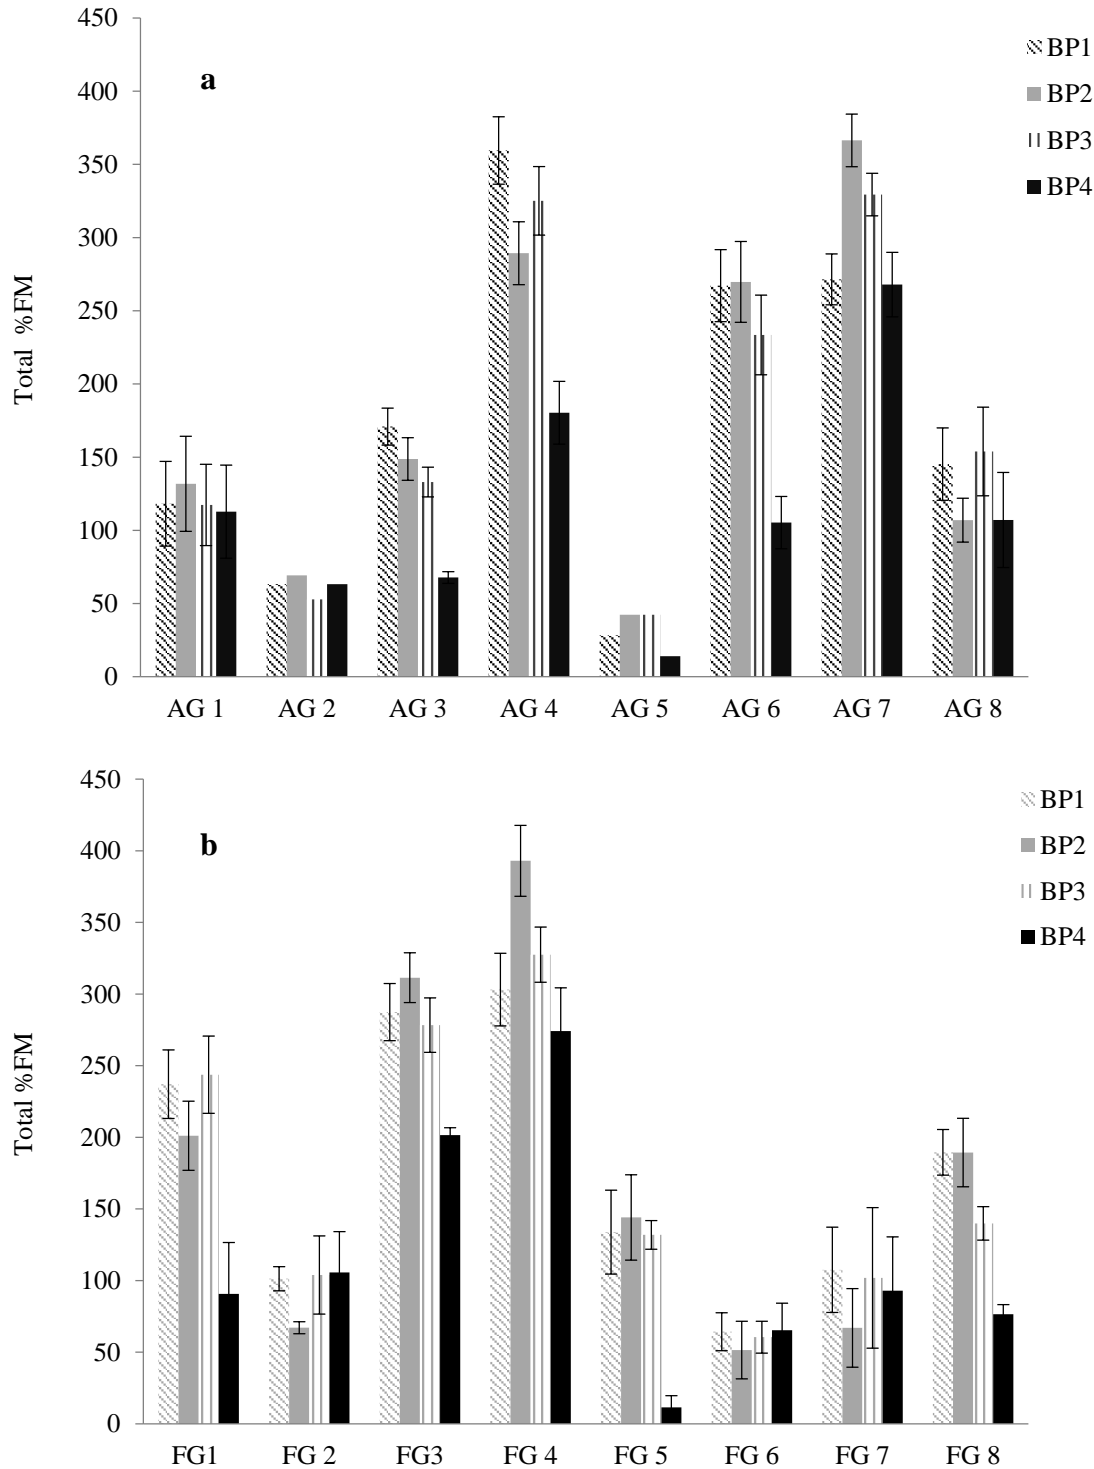 450
400
350
300
250
200
150
100
50
0
Total %FM
a
BP1
BP2
BP3
BP4
AG 1 AG 2 AG 3 AG 4 AG 5 AG 6 AG 7 AG 8
450
400
350
300
250
200
150
100
50
0
Total %FM
b
BP1
BP2
BP3
BP4
FG1 FG 2 FG3 FG 4 FG 5 FG 6 FG 7 FG 8